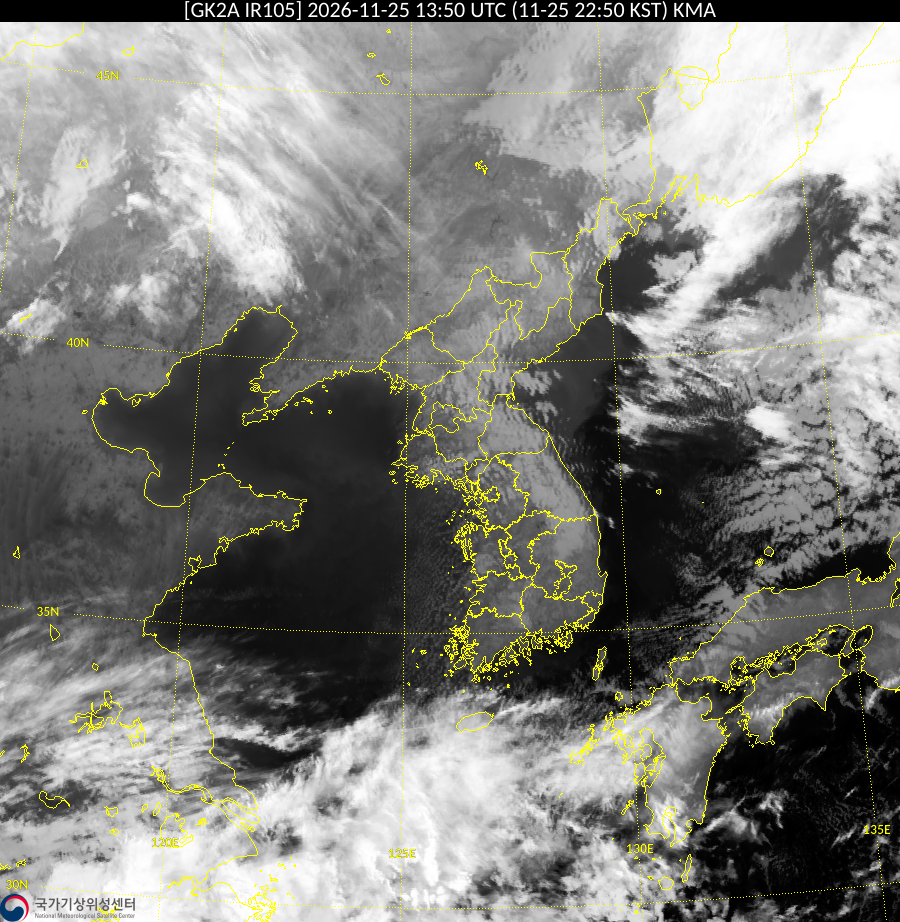 [GK2A IR105] 2026-11-25 13:50 UTC (11-25 22:50 KST) KMA
45N
40N
35N
135E
120E
125E
130E
30N
국가기상위성센터
National Meteorological Satellite Center